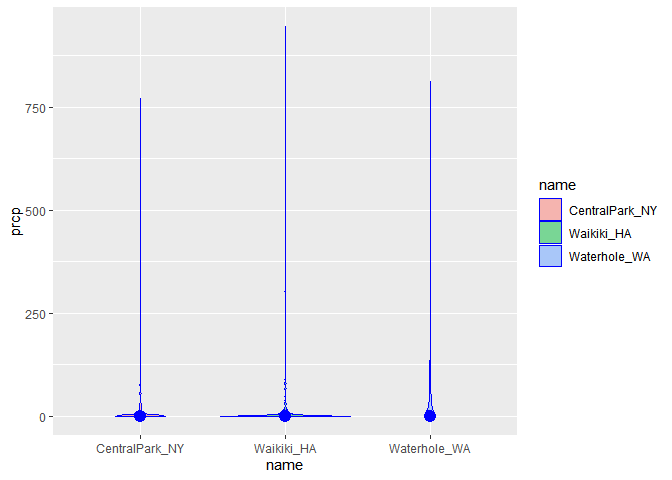 750
500
250
0
prcp
CentralPark_NY
Waikiki_HA
Waterhole_WA
name
name
CentralPark_NY
Waikiki_HA
Waterhole_WA